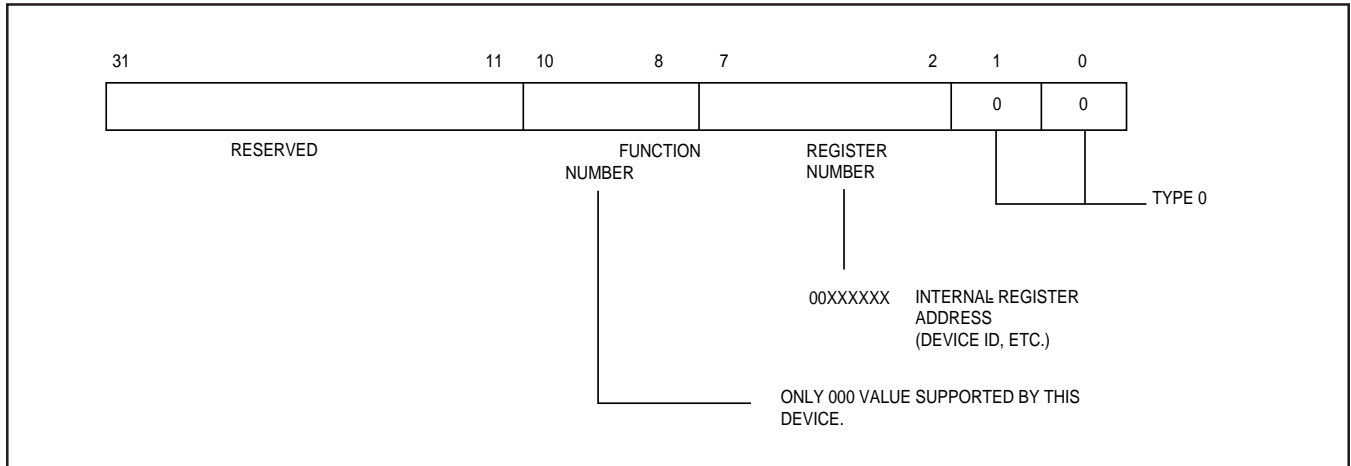 31 11 10 8 7 2 1 0
0 0
RESERVED FUNCTION REGISTER
NUMBER NUMBER
TYPE 0
00XXXXXX INTERNAL REGISTER
ADDRESS
(DEVICE ID, ETC.)
ONLY 000 VALUE SUPPORTED BY THIS
DEVICE.